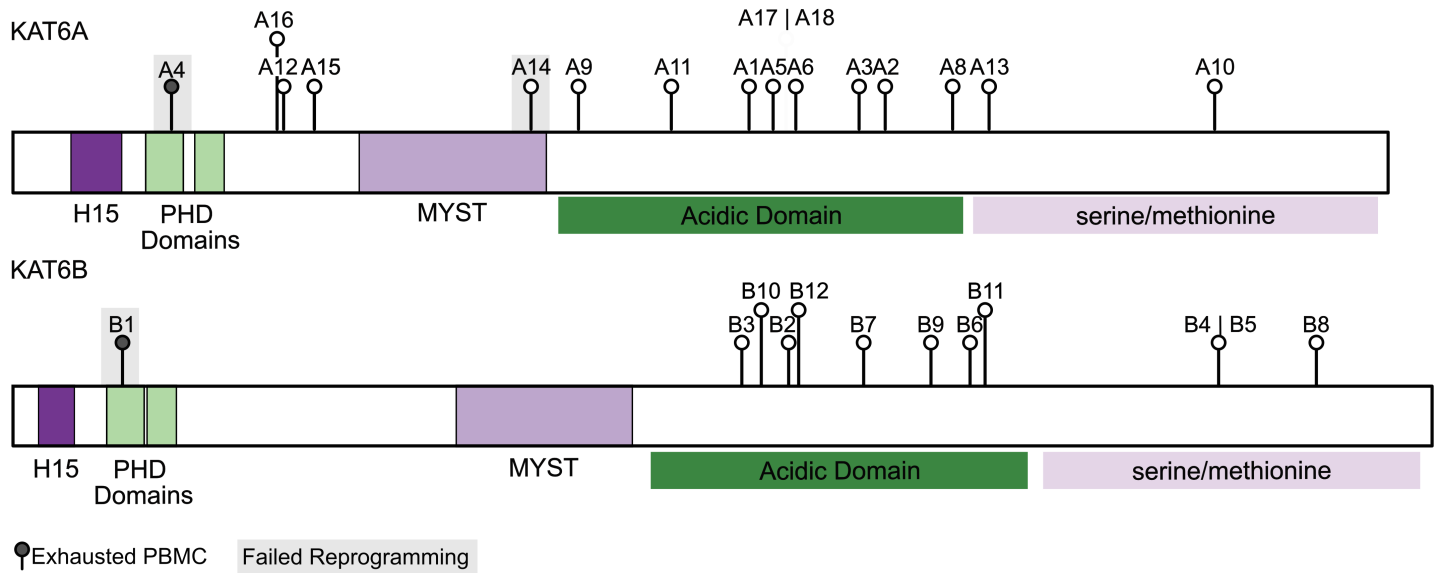 KAT6A
A17 | A18
A16
A4 A12 A15 A14 A9 A11 A1 A5 A6 A3 A2 A8 A13 A10
H15 PHD Domains MYST Acidic Domain serine/methionine
KAT6B
B10 B12 B11
B1 B3 B2 B7 B9 B6 B4 | B5 B8
H15 PHD Domains MYST Acidic Domain serine/methionine
Exhausted PBMC Failed Reprogramming